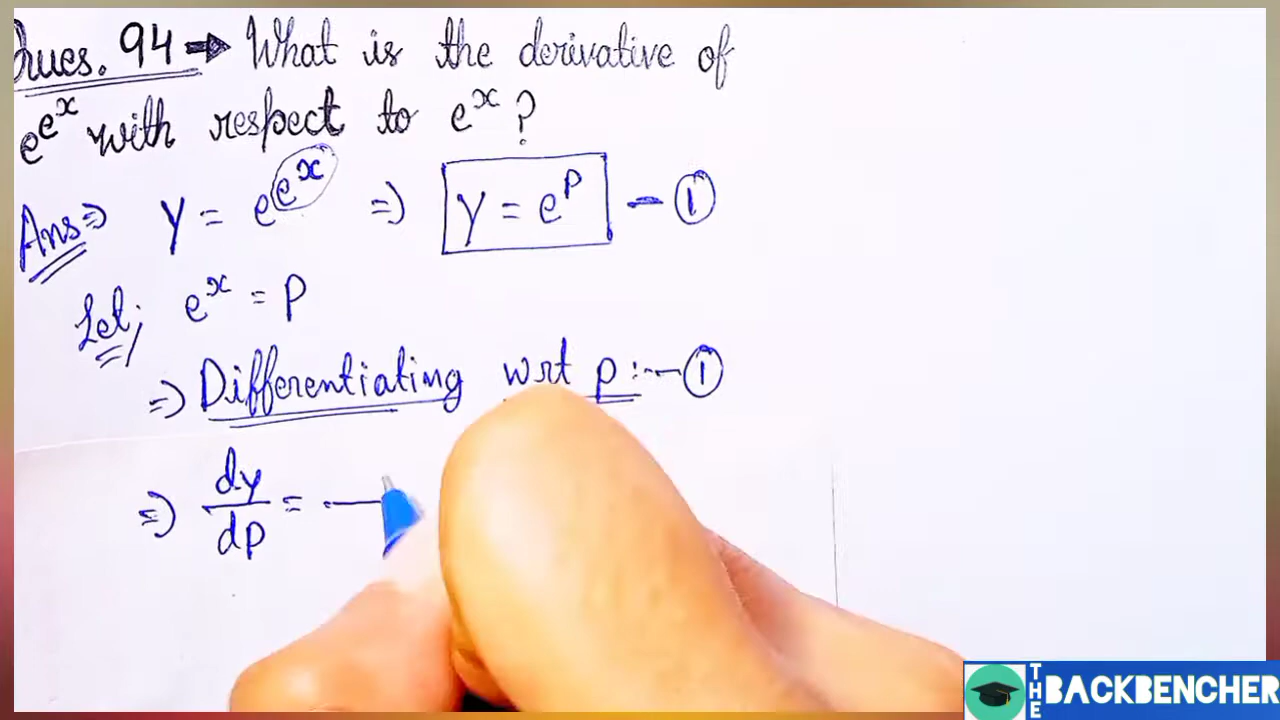 Ques. 94 → What is the derivative of
e^e^x with respect to e^x ?
Ans ⇒ y = e^e^x ⇒ y = e^p - ①
Let; e^x = p
⇒ Differentiating wrt p :- ①
⇒ dy/dp =
THE BACKBENCHER